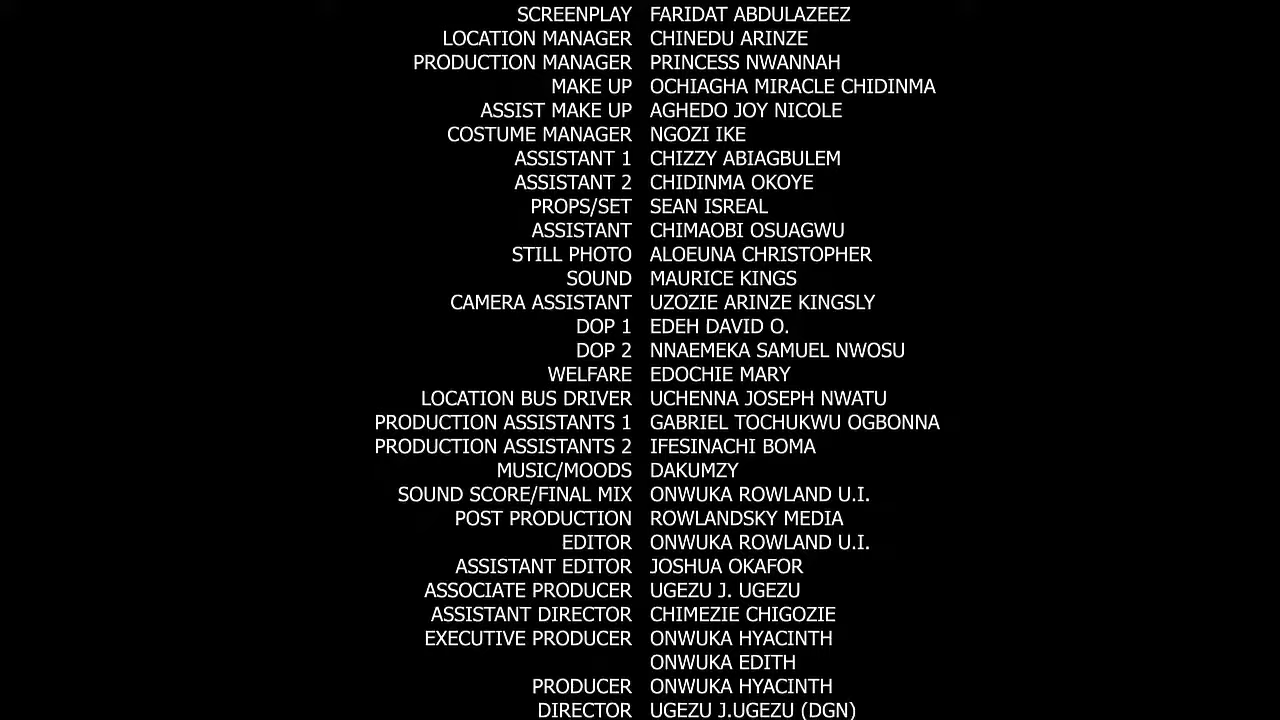 SCREENPLAY FARIDAT ABDULAZEEZ
LOCATION MANAGER CHINEDU ARINZE
PRODUCTION MANAGER PRINCESS NWANNAH
MAKE UP OCHIAGHA MIRACLE CHIDINMA
ASSIST MAKE UP AGHEDO JOY NICOLE
COSTUME MANAGER NGOZI IKE
ASSISTANT 1 CHIZZY ABIAGBULEM
ASSISTANT 2 CHIDINMA OKOYE
PROPS/SET SEAN ISREAL
ASSISTANT CHIMAOBI OSUAGWU
STILL PHOTO ALOEUNA CHRISTOPHER
SOUND MAURICE KINGS
CAMERA ASSISTANT UZOZIE ARINZE KINGSLY
DOP 1 EDEH DAVID O.
DOP 2 NNAEMEKA SAMUEL NWOSU
WELFARE EDOCHIE MARY
LOCATION BUS DRIVER UCHENNA JOSEPH NWATU
PRODUCTION ASSISTANTS 1 GABRIEL TOCHUKWU OGBONNA
PRODUCTION ASSISTANTS 2 IFESINACHI BOMA
MUSIC/MOODS DAKUMZY
SOUND SCORE/FINAL MIX ONWUKA ROWLAND U.I.
POST PRODUCTION ROWLANDSKY MEDIA
EDITOR ONWUKA ROWLAND U.I.
ASSISTANT EDITOR JOSHUA OKAFOR
ASSOCIATE PRODUCER UGEZU J. UGEZU
ASSISTANT DIRECTOR CHIMEZIE CHIGOZIE
EXECUTIVE PRODUCER ONWUKA HYACINTH
ONWUKA EDITH
PRODUCER ONWUKA HYACINTH
DIRECTOR UGEZU J.UGEZU (DGN)